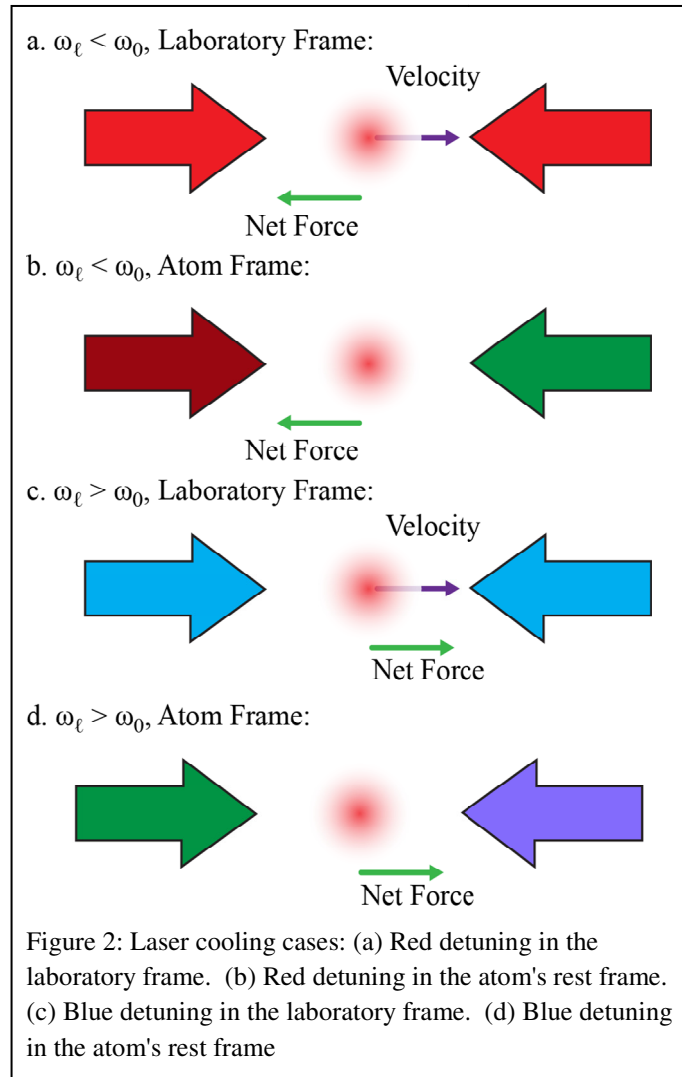 a. ωℓ < ω0, Laboratory Frame:
Velocity
Net Force
b. ωℓ < ω0, Atom Frame:
Net Force
c. ωℓ > ω0, Laboratory Frame:
Velocity
Net Force
d. ωℓ > ω0, Atom Frame:
Net Force
Figure 2: Laser cooling cases: (a) Red detuning in the
laboratory frame.  (b) Red detuning in the atom's rest frame.
(c) Blue detuning in the laboratory frame.  (d) Blue detuning
in the atom's rest frame